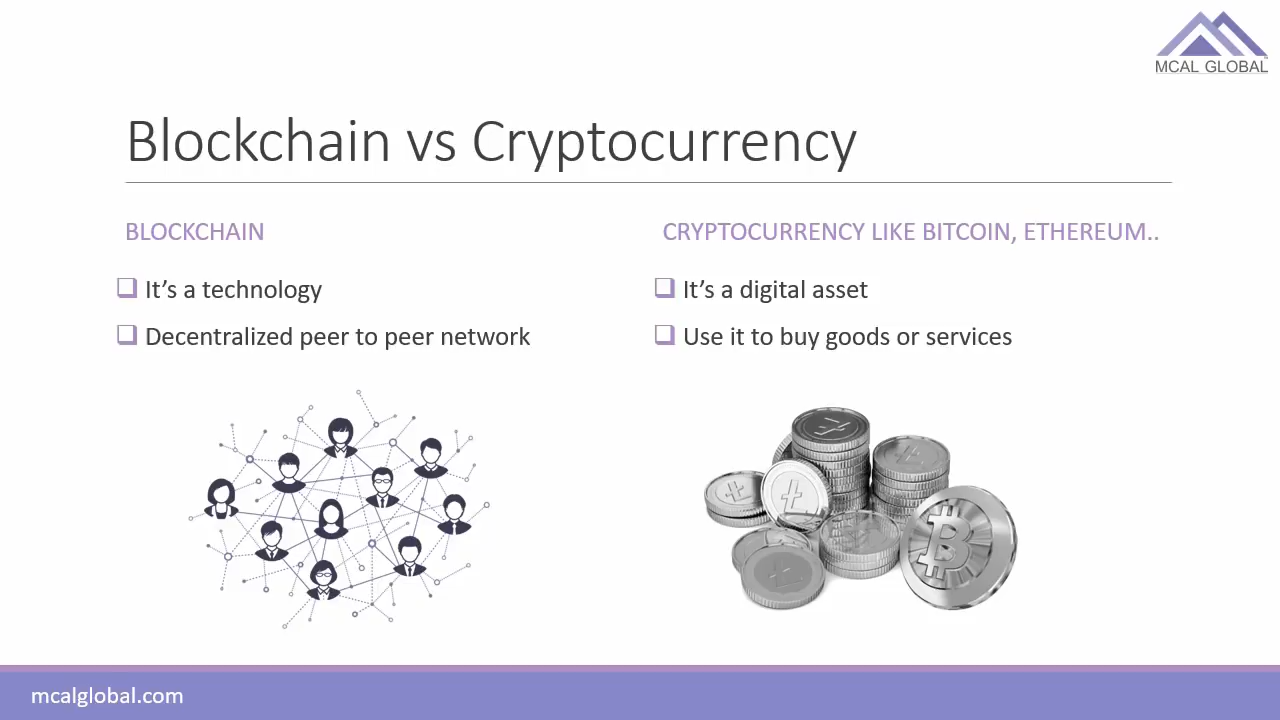 MCAL GLOBAL
Blockchain vs Cryptocurrency
BLOCKCHAIN
It's a technology
Decentralized peer to peer network
CRYPTOCURRENCY LIKE BITCOIN, ETHEREUM..
It's a digital asset
Use it to buy goods or services
mcalglobal.com